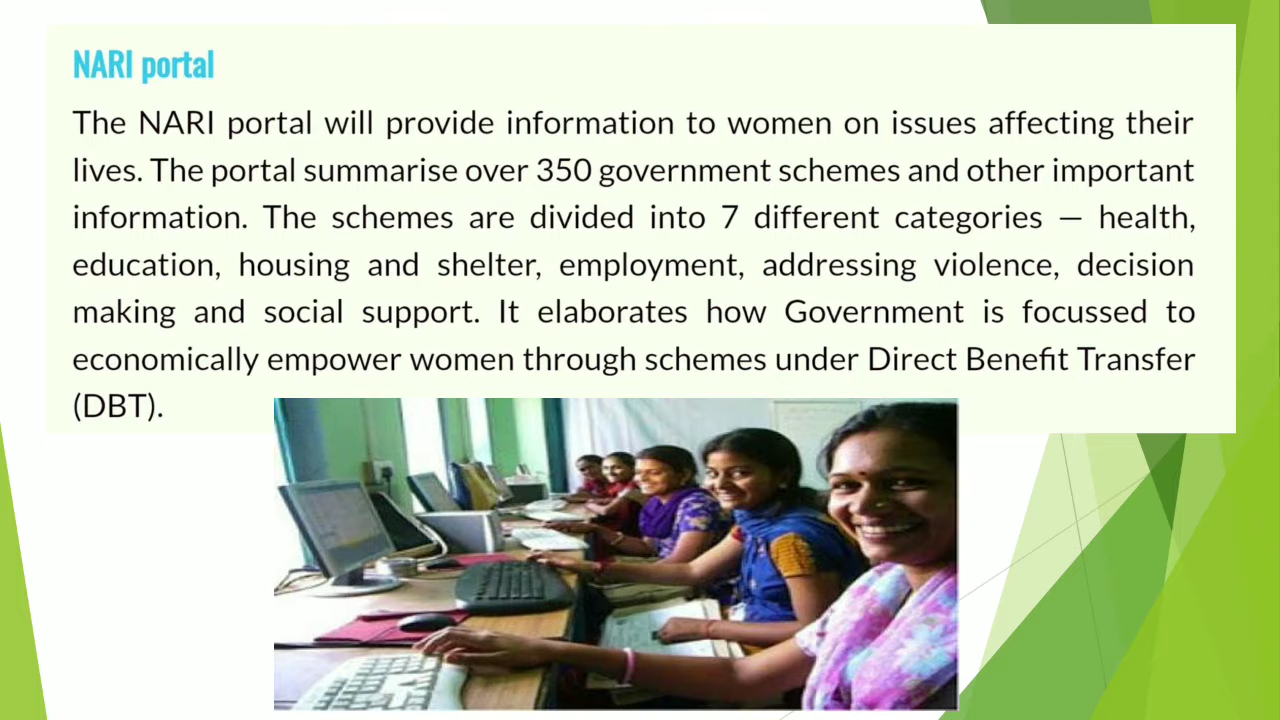 NARI portal
The NARI portal will provide information to women on issues affecting their
lives. The portal summarise over 350 government schemes and other important
information. The schemes are divided into 7 different categories — health,
education, housing and shelter, employment, addressing violence, decision
making and social support. It elaborates how Government is focussed to
economically empower women through schemes under Direct Benefit Transfer
(DBT).